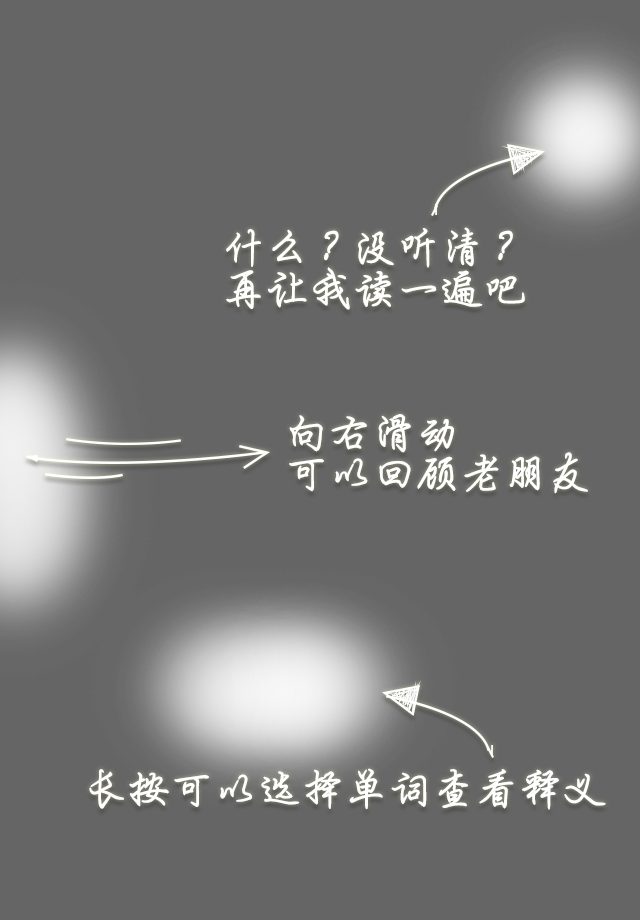 什么？没听清？
再让我读一遍吧
向右滑动
可以回顾老朋友
长按可以选择单词查看释义